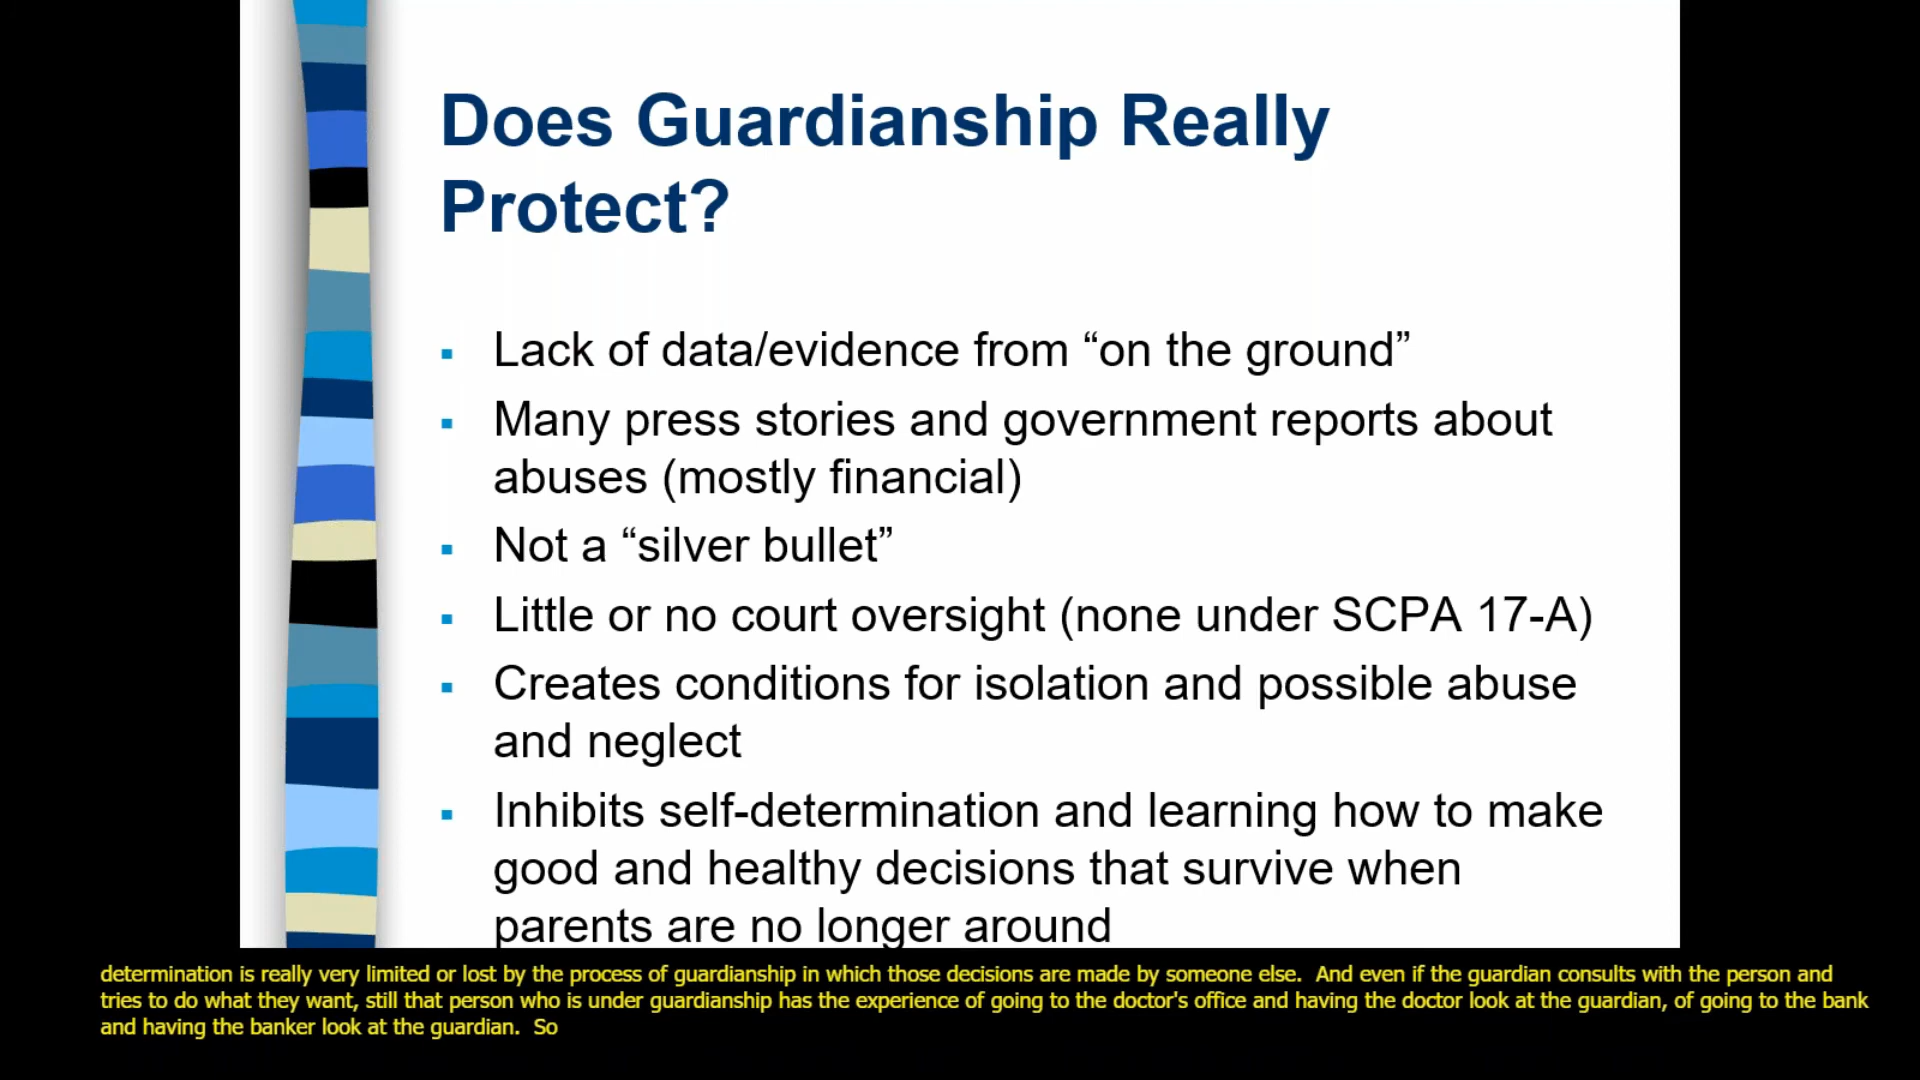 Does Guardianship Really
Protect?
▪ Lack of data/evidence from “on the ground”
▪ Many press stories and government reports about
abuses (mostly financial)
▪ Not a “silver bullet”
▪ Little or no court oversight (none under SCPA 17-A)
▪ Creates conditions for isolation and possible abuse
and neglect
▪ Inhibits self-determination and learning how to make
good and healthy decisions that survive when
parents are no longer around
determination is really very limited or lost by the process of guardianship in which those decisions are made by someone else.  And even if the guardian consults with the person and
tries to do what they want, still that person who is under guardianship has the experience of going to the doctor's office and having the doctor look at the guardian, of going to the bank
and having the banker look at the guardian.  So